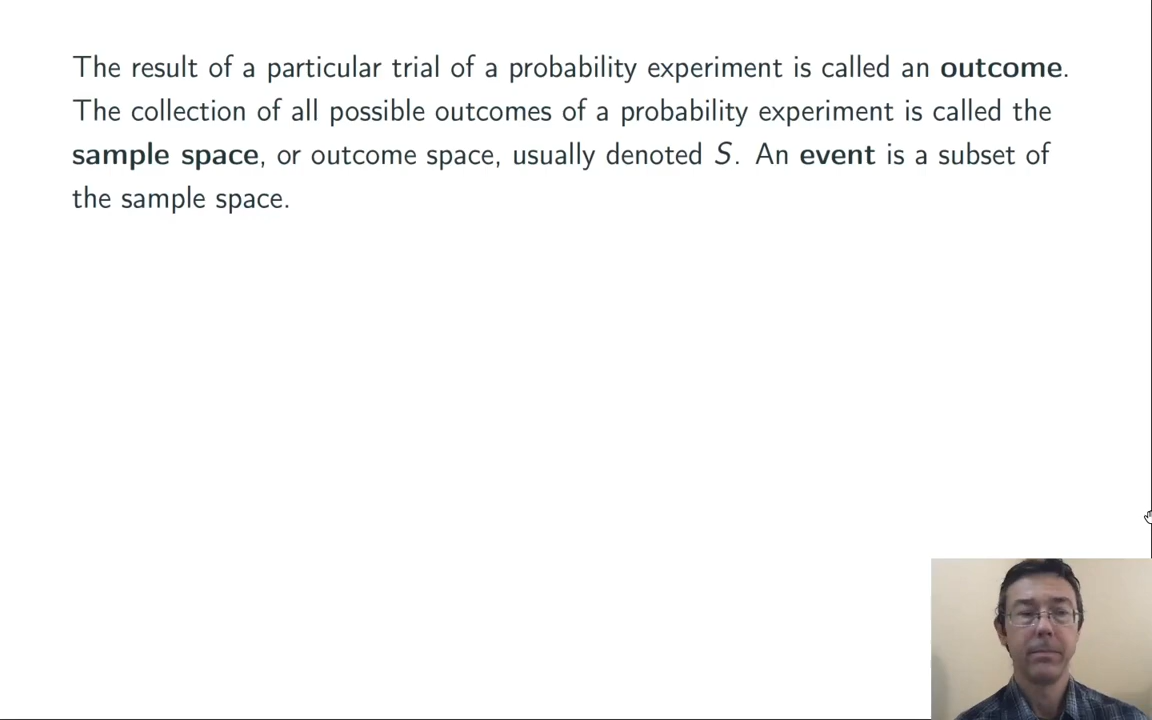 The result of a particular trial of a probability experiment is called an outcome.
The collection of all possible outcomes of a probability experiment is called the
sample space, or outcome space, usually denoted S. An event is a subset of
the sample space.